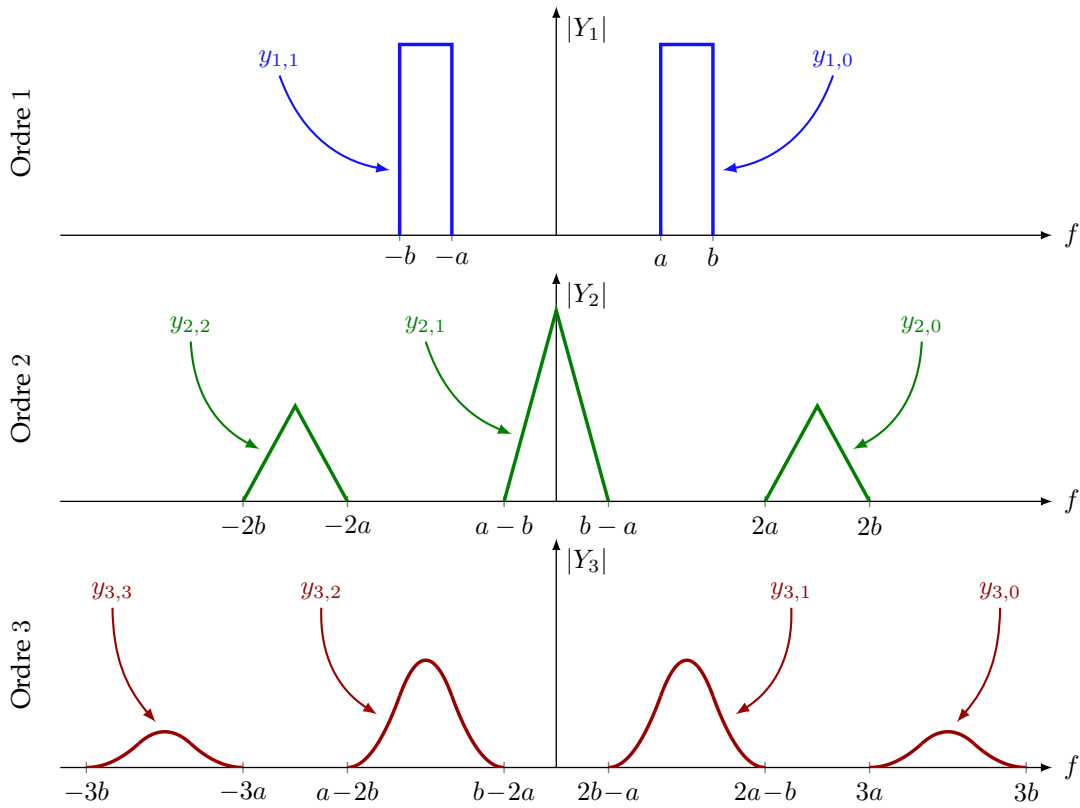 Ordre 1
|Y₁|
y₁,₁
y₁,₀
−b
−a
a
b
f
Ordre 2
|Y₂|
y₂,₂
y₂,₁
y₂,₀
−2b
−2a
a − b
b − a
2a
2b
f
Ordre 3
|Y₃|
y₃,₃
y₃,₂
y₃,₁
y₃,₀
−3b
−3a
a−2b
b−2a
2b−a
2a−b
3a
3b
f